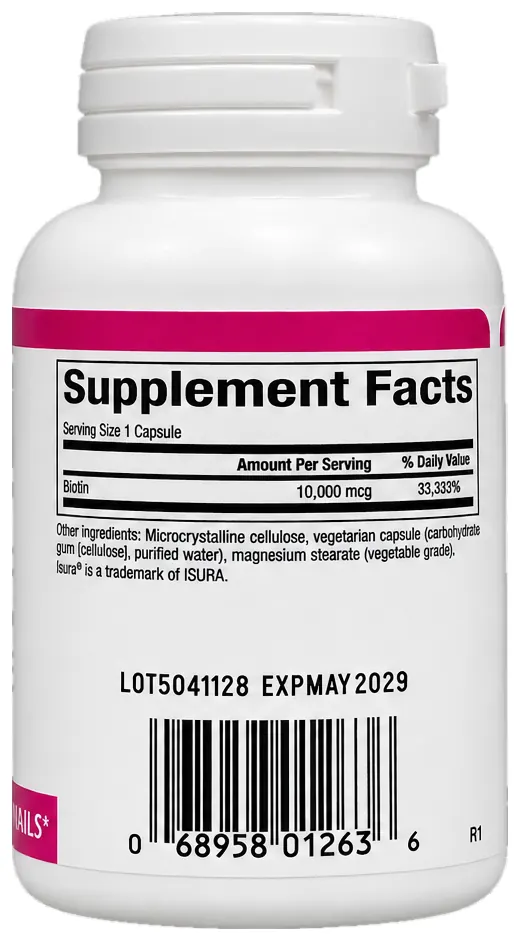 Supplement Facts
Serving Size 1 Capsule
Amount Per Serving % Daily Value
Biotin 10,000 mcg 33,333%
Other ingredients: Microcrystalline cellulose, vegetarian capsule (carbohydrate
gum [cellulose], purified water), magnesium stearate (vegetable grade).
Isura® is a trademark of ISURA.
LOT5041128 EXPMAY2029
0 68958 01263 6
R1
NAILS*